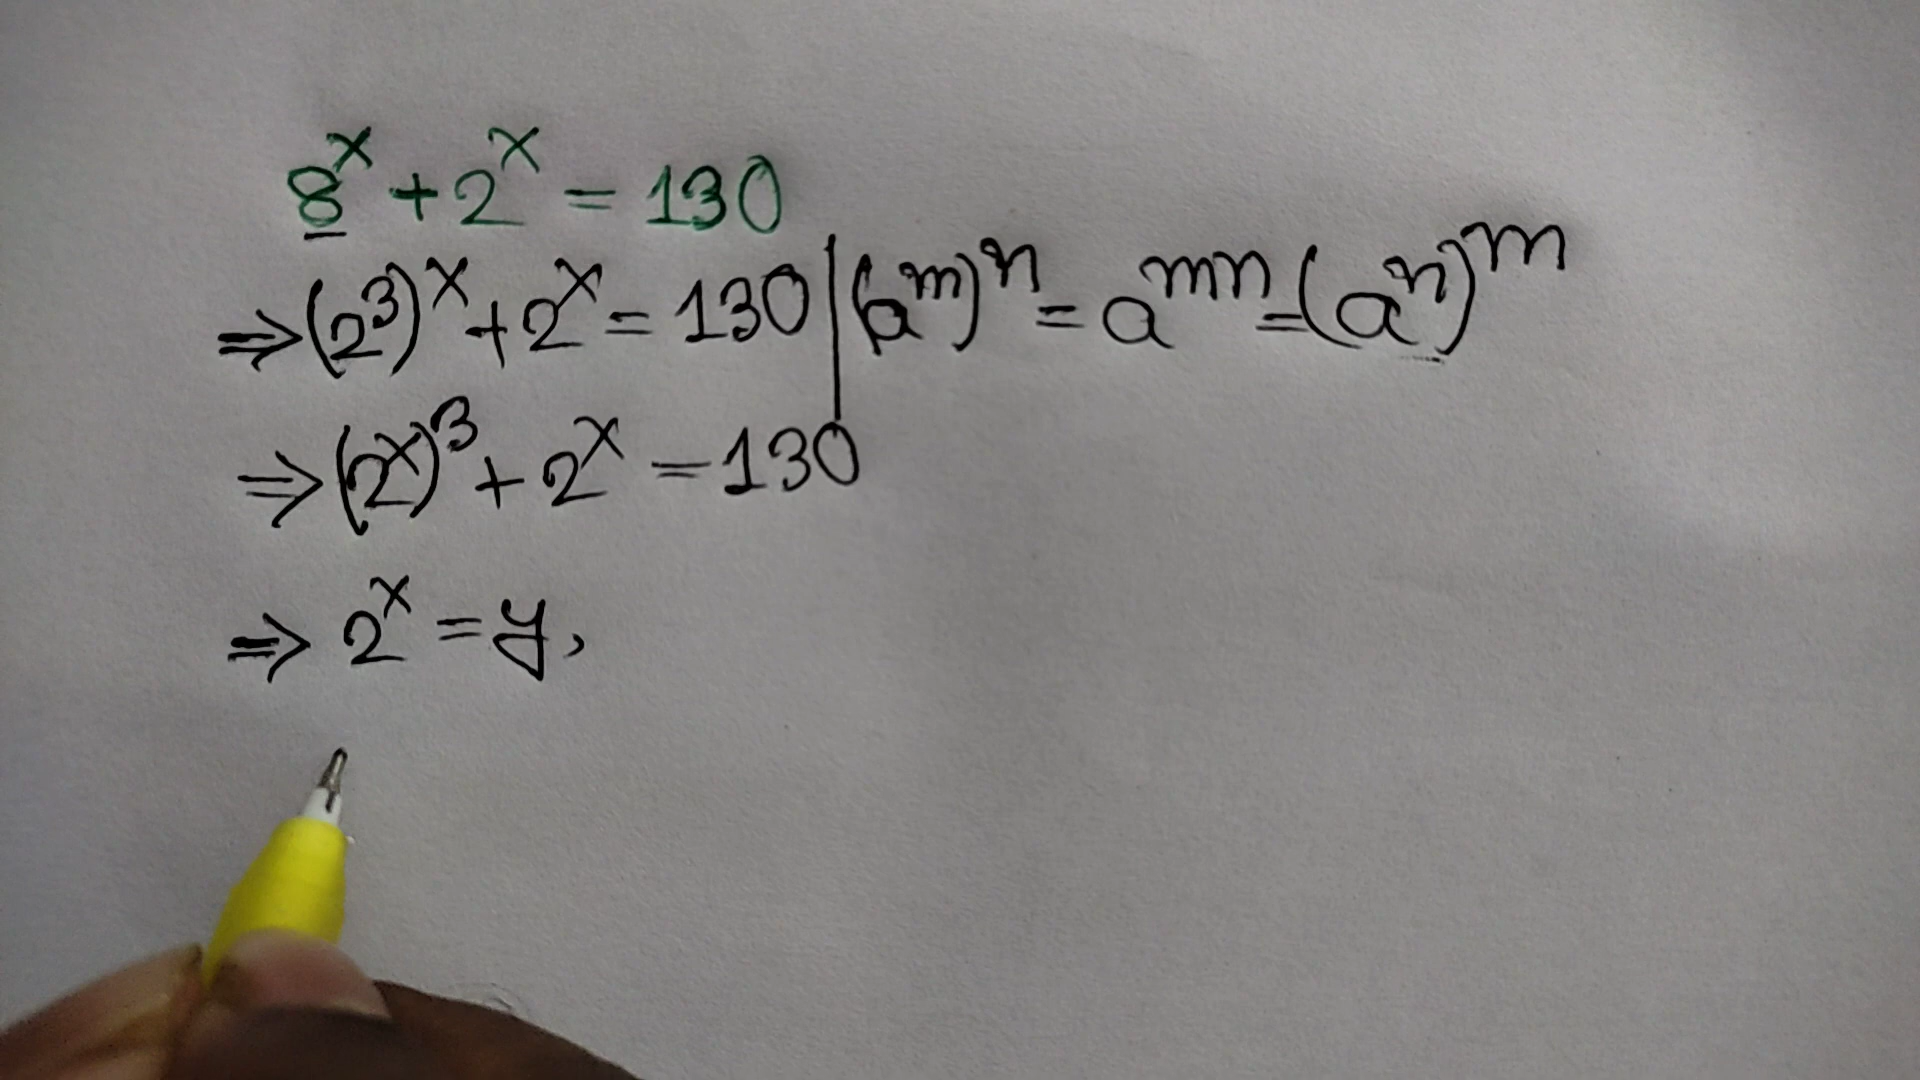 8^x + 2^x = 130
⇒ (2^3)^x + 2^x = 130 | (a^m)^n = a^mn = (a^n)^m
⇒ (2^x)^3 + 2^x = 130
⇒ 2^x = y,